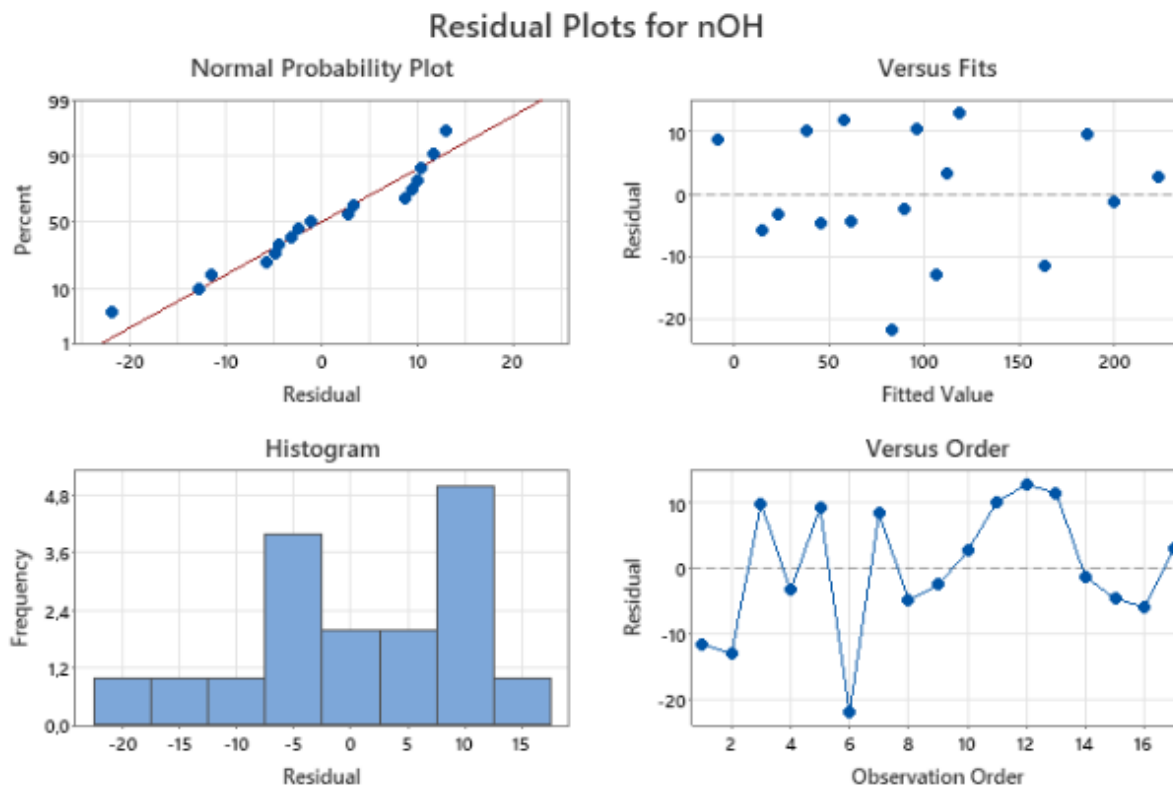 Residual Plots for nOH
Normal Probability Plot
99
90
50
10
1
Percent
-20 -10 0 10 20
Residual
Versus Fits
10
0
-10
-20
Residual
0 50 100 150 200
Fitted Value
Histogram
4,8
3,6
2,4
1,2
0,0
Frequency
-20 -15 -10 -5 0 5 10 15
Residual
Versus Order
10
0
-10
-20
Residual
2 4 6 8 10 12 14 16
Observation Order